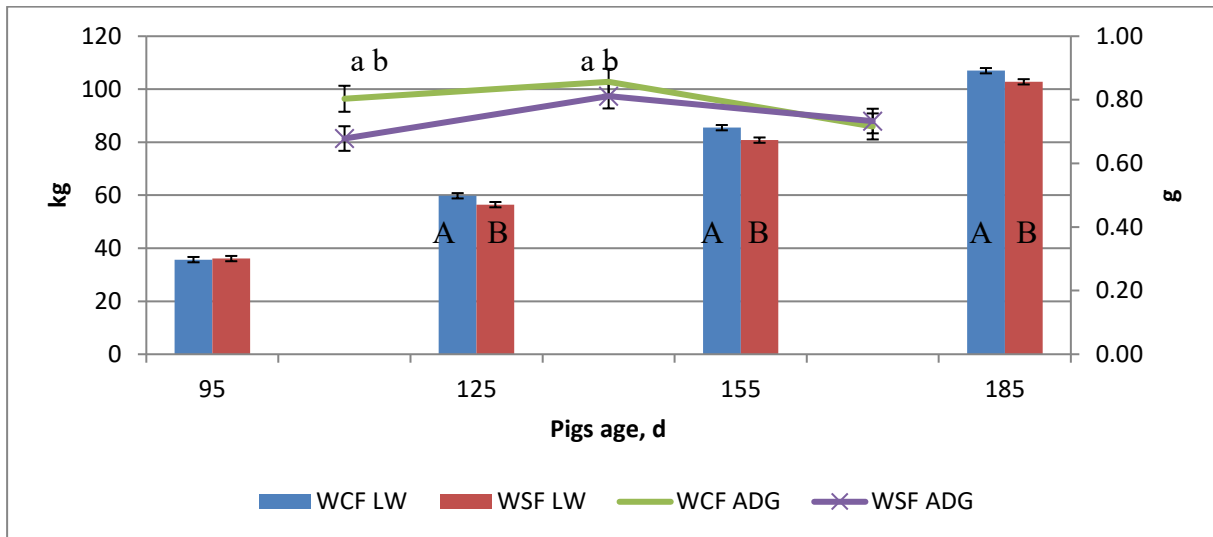 kg
120
100
80
60
40
20
0
a b
a b
A
B
A
B
A
B
1.00
0.80
0.60
0.40
0.20
0.00
g
95
125
155
185
Pigs age, d
WCF LW
WSF LW
WCF ADG
WSF ADG